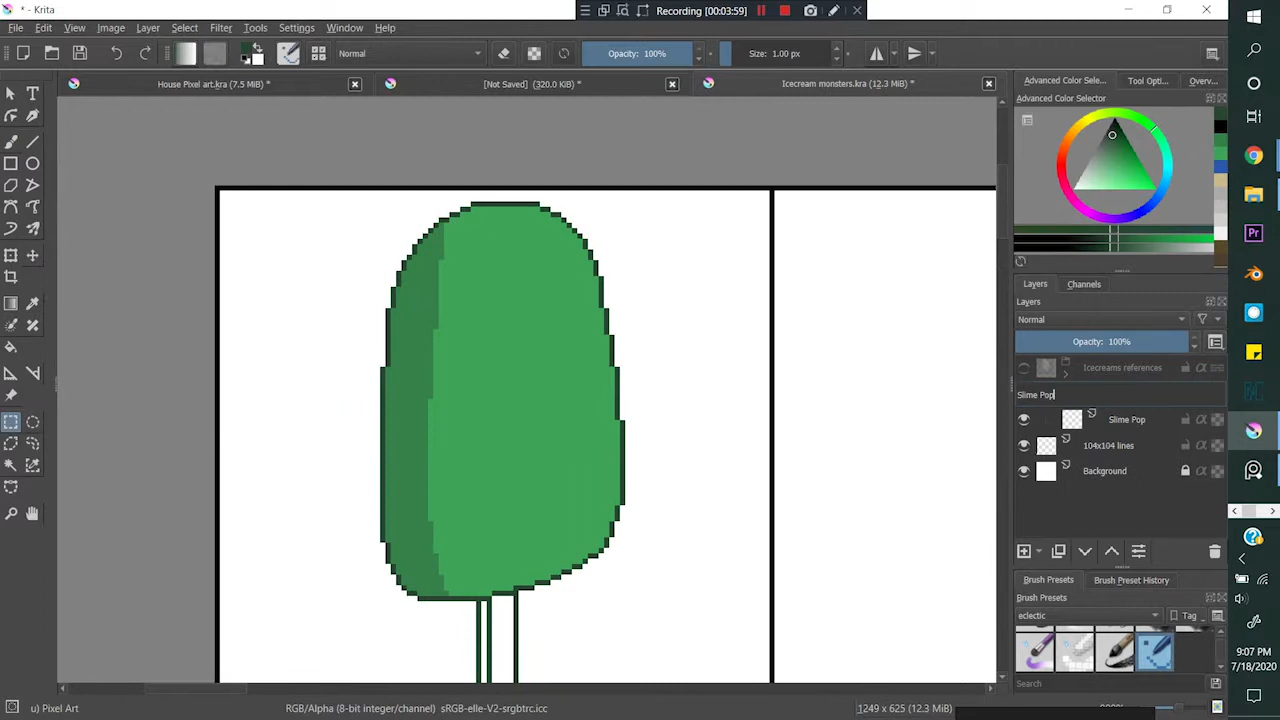 * - Krita
Recording (00:03:59)
File Edit View Image Layer Select Filter Tools Settings Window Help
Normal
Opacity: 100%
Size: 1.00 px
House Pixel art.kra (7.5 MiB) *
[Not Saved] (320.0 KiB) *
Icecream monsters.kra (12.3 MiB) *
Advanced Color Sele...
Tool Opti...
Overv...
Advanced Color Selector
Layers
Channels
Layers
Normal
Opacity: 100%
Icecreams references
Slime Pop
Slime Pop
104x104 lines
Background
Brush Presets
Brush Preset History
Brush Presets
eclectic
Tag
Search
9:07 PM
7/18/2020
u) Pixel Art
RGB/Alpha (8-bit integer/channel) sRGB-elle-V2-srgbtrc.icc
1249 x 625 (12.3 MiB)
Pr